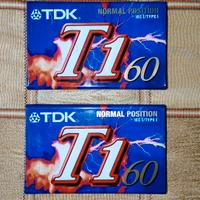 TDK
NORMAL POSITION
IEC I / TYPE I
T1 60
TDK
NORMAL POSITION
IEC I / TYPE I
T1 60